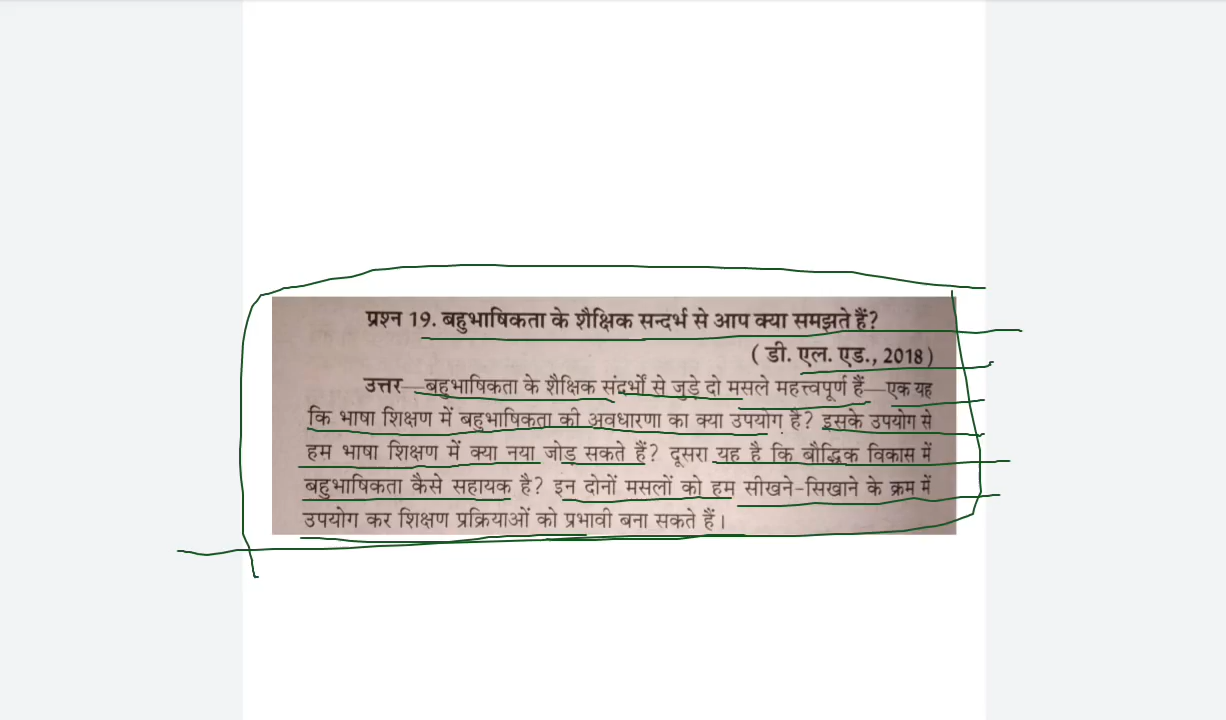 प्रश्न 19. बहुभाषिकता के शैक्षिक सन्दर्भ से आप क्या समझते हैं?
( डी. एल. एड., 2018 )
उत्तर—बहुभाषिकता के शैक्षिक संदर्भों से जुड़े दो मसले महत्त्वपूर्ण हैं—एक यह
कि भाषा शिक्षण में बहुभाषिकता की अवधारणा का क्या उपयोग है? इसके उपयोग से
हम भाषा शिक्षण में क्या नया जोड़ सकते हैं? दूसरा यह है कि बौद्धिक विकास में
बहुभाषिकता कैसे सहायक है? इन दोनों मसलों को हम सीखने-सिखाने के क्रम में
उपयोग कर शिक्षण प्रक्रियाओं को प्रभावी बना सकते हैं।